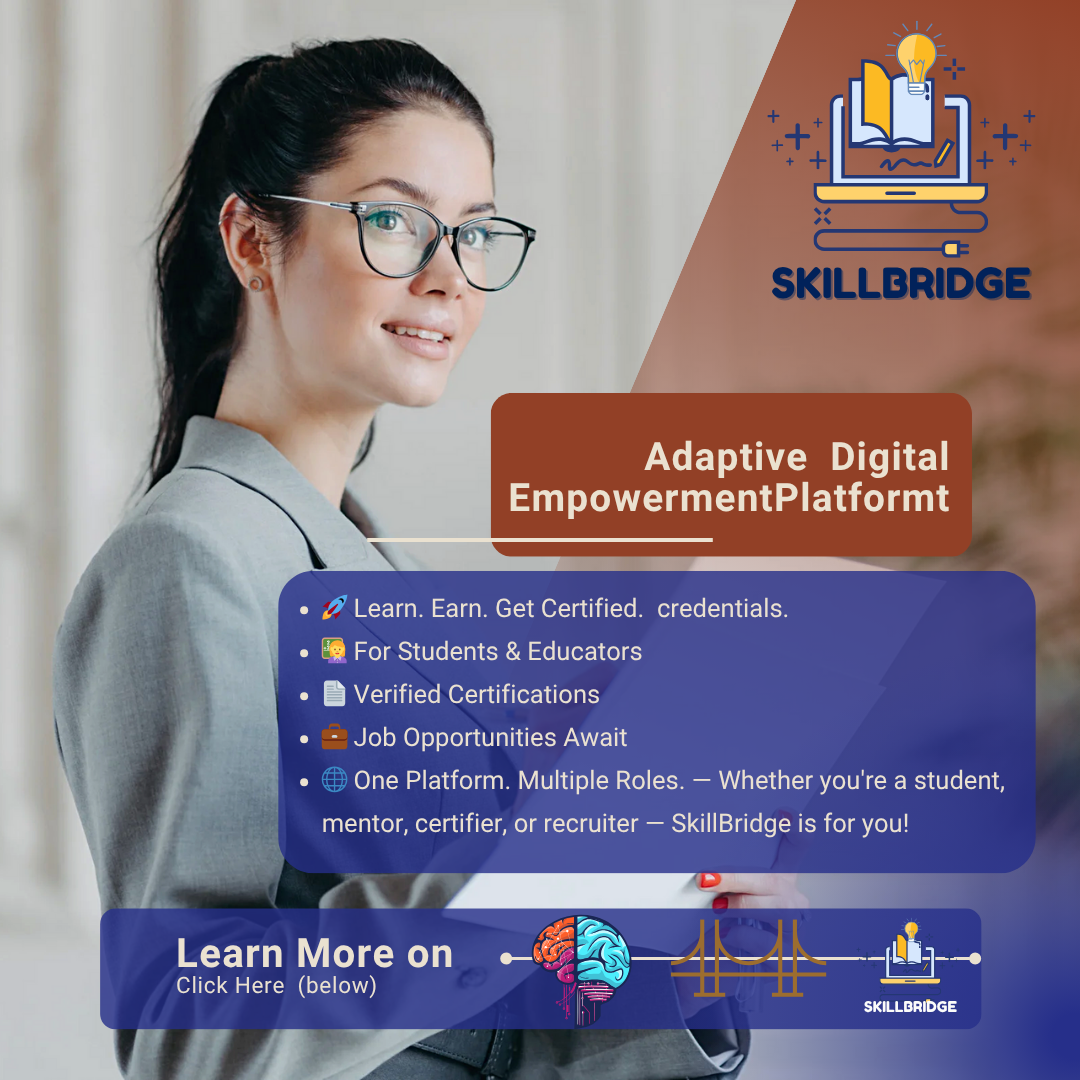 SKILLBRIDGE
Adaptive Digital
EmpowermentPlatformt
• 🚀 Learn. Earn. Get Certified. credentials.
• 👩‍🏫 For Students & Educators
• 📄 Verified Certifications
• 💼 Job Opportunities Await
• 🌐 One Platform. Multiple Roles. — Whether you're a student,
mentor, certifier, or recruiter — SkillBridge is for you!
Learn More on
Click Here (below)
SKILLBRIDGE